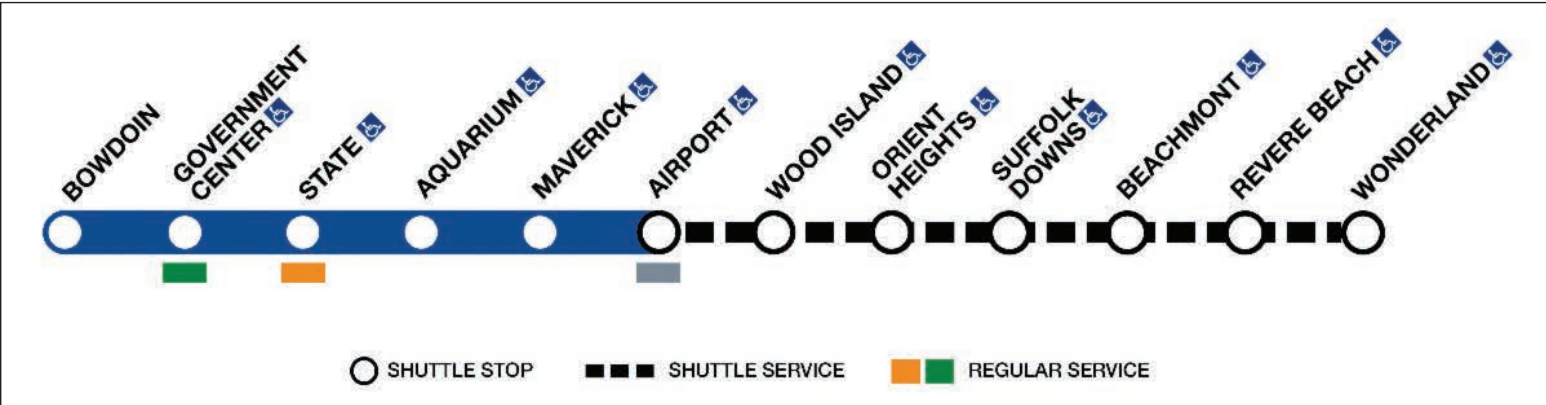 BOWDOIN
GOVERNMENT
CENTER
STATE
AQUARIUM
MAVERICK
AIRPORT
WOOD ISLAND
ORIENT
HEIGHTS
SUFFOLK
DOWNS
BEACHMONT
REVERE BEACH
WONDERLAND
SHUTTLE STOP
SHUTTLE SERVICE
REGULAR SERVICE